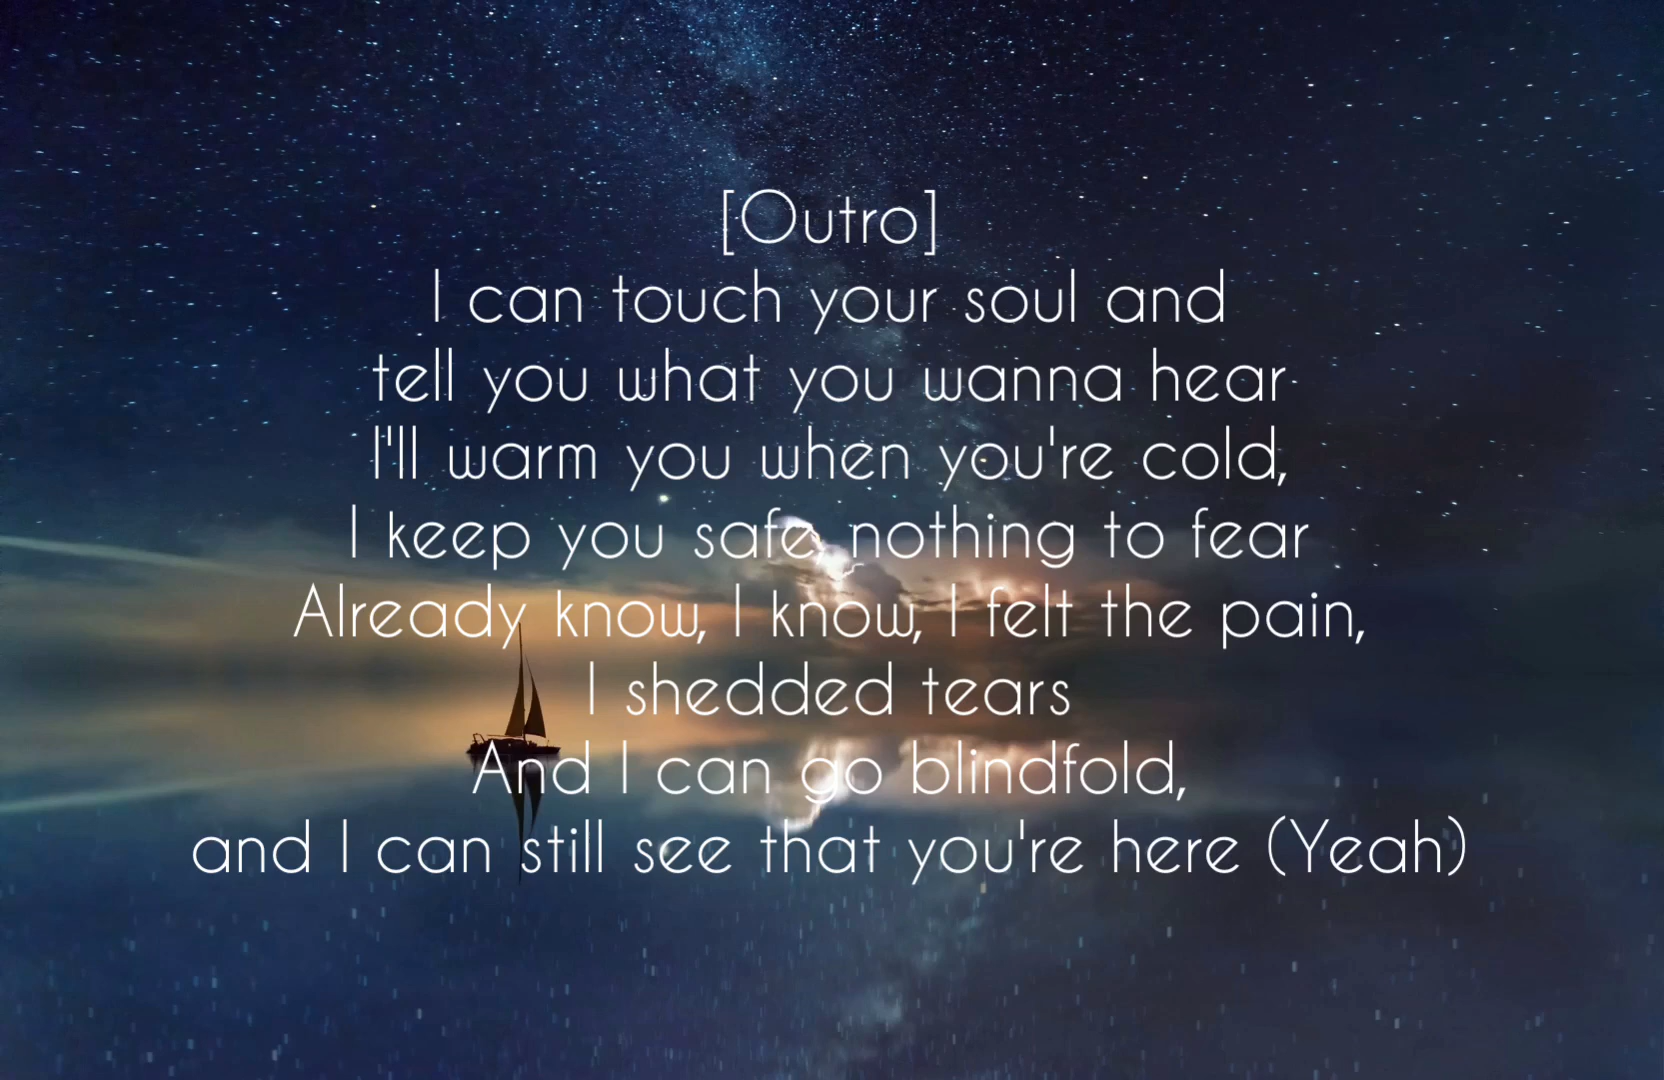 [Outro]
I can touch your soul and
tell you what you wanna hear
I'll warm you when you're cold,
I keep you safe, nothing to fear
Already know, I know, I felt the pain,
I shedded tears
And I can go blindfold,
and I can still see that you're here (Yeah)